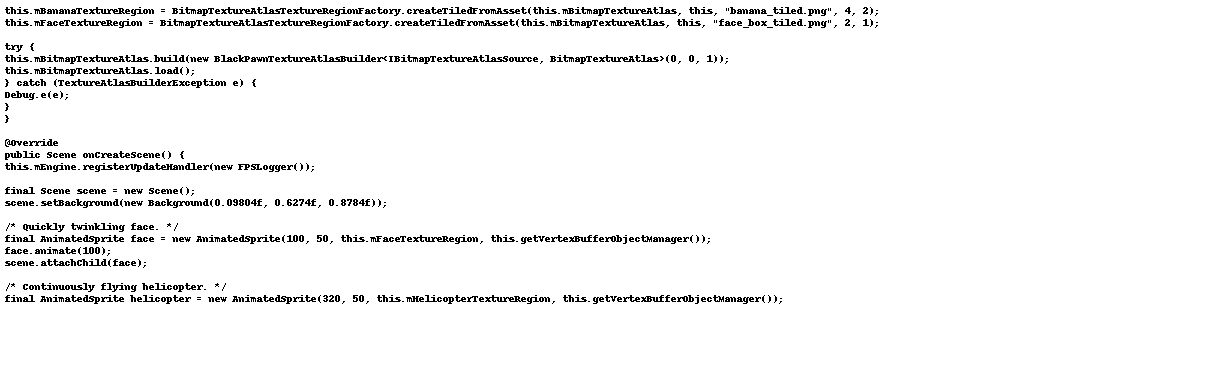 this.mBananaTextureRegion = BitmapTextureAtlasTextureRegionFactory.createTiledFromAsset(this.mBitmapTextureAtlas, this, "banana_tiled.png", 4, 2);
this.mFaceTextureRegion = BitmapTextureAtlasTextureRegionFactory.createTiledFromAsset(this.mBitmapTextureAtlas, this, "face_box_tiled.png", 2, 1);
try {
this.mBitmapTextureAtlas.build(new BlackPawnTextureAtlasBuilder<IBitmapTextureAtlasSource, BitmapTextureAtlas>(0, 0, 1));
this.mBitmapTextureAtlas.load();
} catch (TextureAtlasBuilderException e) {
Debug.e(e);
}
}
@Override
public Scene onCreateScene() {
this.mEngine.registerUpdateHandler(new FPSLogger());
final Scene scene = new Scene();
scene.setBackground(new Background(0.09804f, 0.6274f, 0.8784f));
/* Quickly twinkling face. */
final AnimatedSprite face = new AnimatedSprite(100, 50, this.mFaceTextureRegion, this.getVertexBufferObjectManager());
face.animate(100);
scene.attachChild(face);
/* Continuously flying helicopter. */
final AnimatedSprite helicopter = new AnimatedSprite(320, 50, this.mHelicopterTextureRegion, this.getVertexBufferObjectManager());